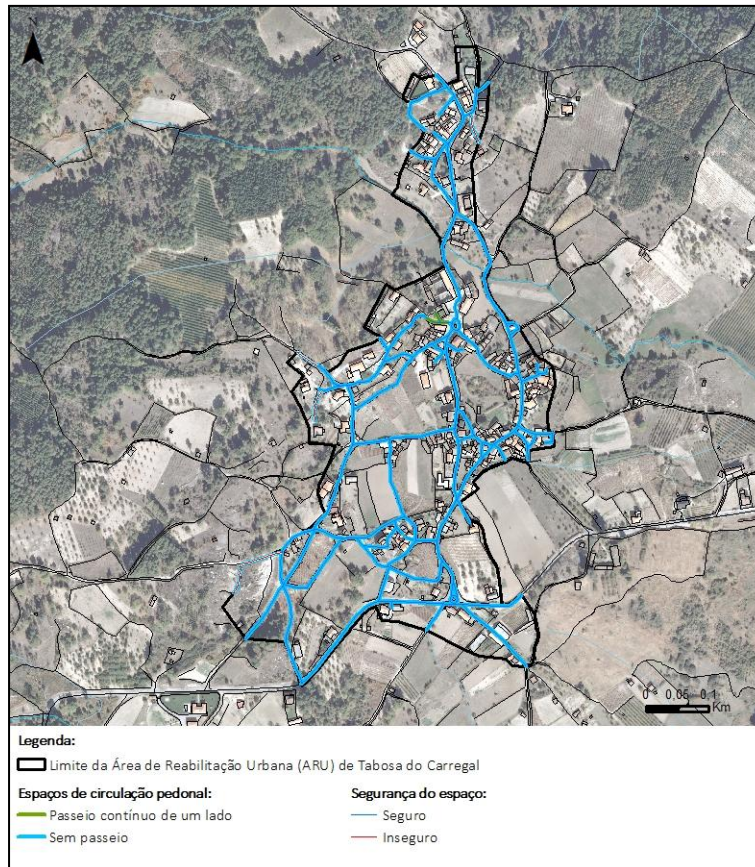 N
0 0,05 0,1
Km
Legenda:
Limite da Área de Reabilitação Urbana (ARU) de Tabosa do Carregal
Espaços de circulação pedonal:
Passeio contínuo de um lado
Sem passeio
Segurança do espaço:
Seguro
Inseguro